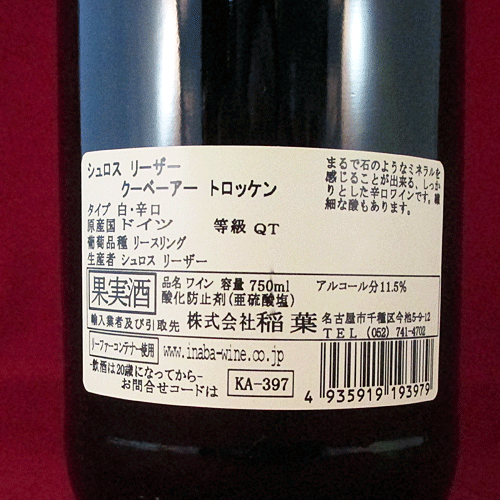 シュロス リーザー
クーベーアー トロッケン
まるで石のようなミネラルを
感じることが出来る、しっか
りとした辛口ワインです。繊
細な酸もあります。
タイプ 白・辛口
原産国 ドイツ 等級 QT
葡萄品種 リースリング
生産者 シュロス リーザー
果実酒
品名 ワイン 容量 750ml アルコール分11.5%
酸化防止剤(亜硫酸塩)
輸入業者及び引取先 株式会社 稲葉 名古屋市千種区今池5-9-12
TEL (052) 741-4702
リーファーコンテナー使用 www.inaba-wine.co.jp
-飲酒は20歳になってから-
お問合せコードは KA-397
4 935919 193979